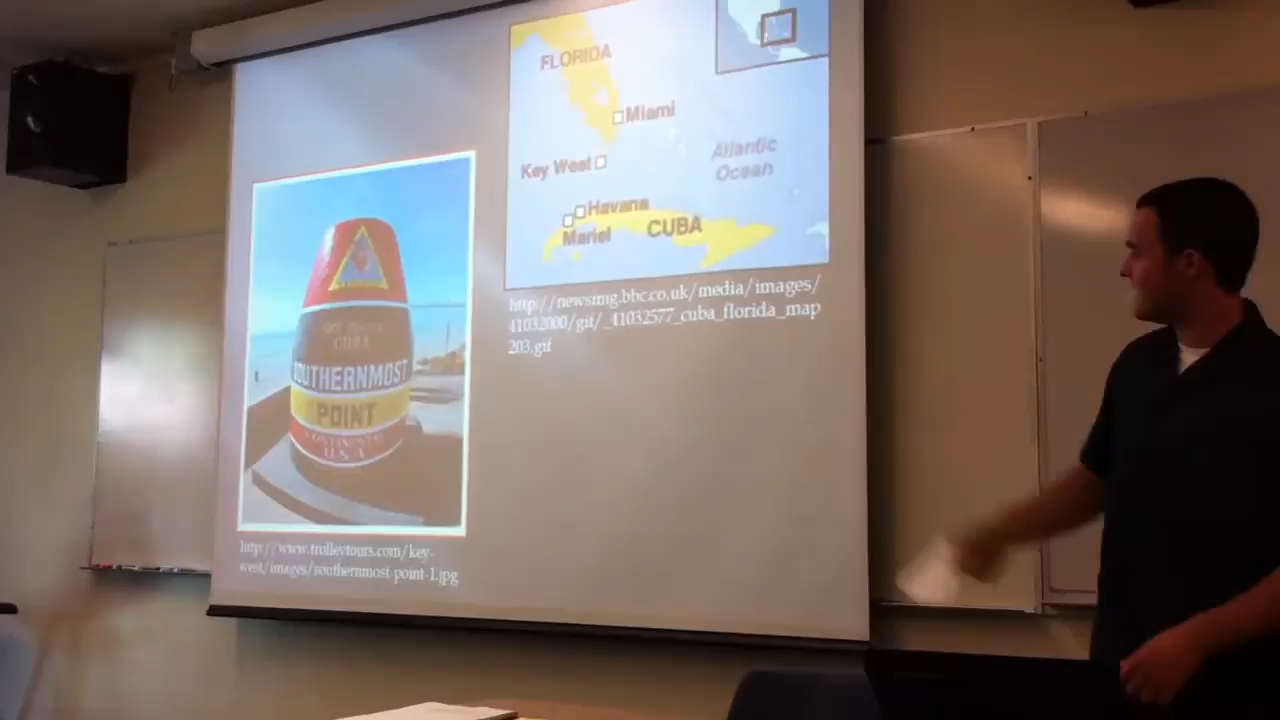 FLORIDA
Miami
Key West
Atlantic
Ocean
Havana
Mariel
CUBA
http://newsimg.bbc.co.uk/media/images/
41032000/gif/_41032577_cuba_florida_map
203.gif
CUBA
SOUTHERNMOST
POINT
CONTINENTAL
U.S.A
http://www.trolleytours.com/key-
west/images/southernmost-point-1.jpg